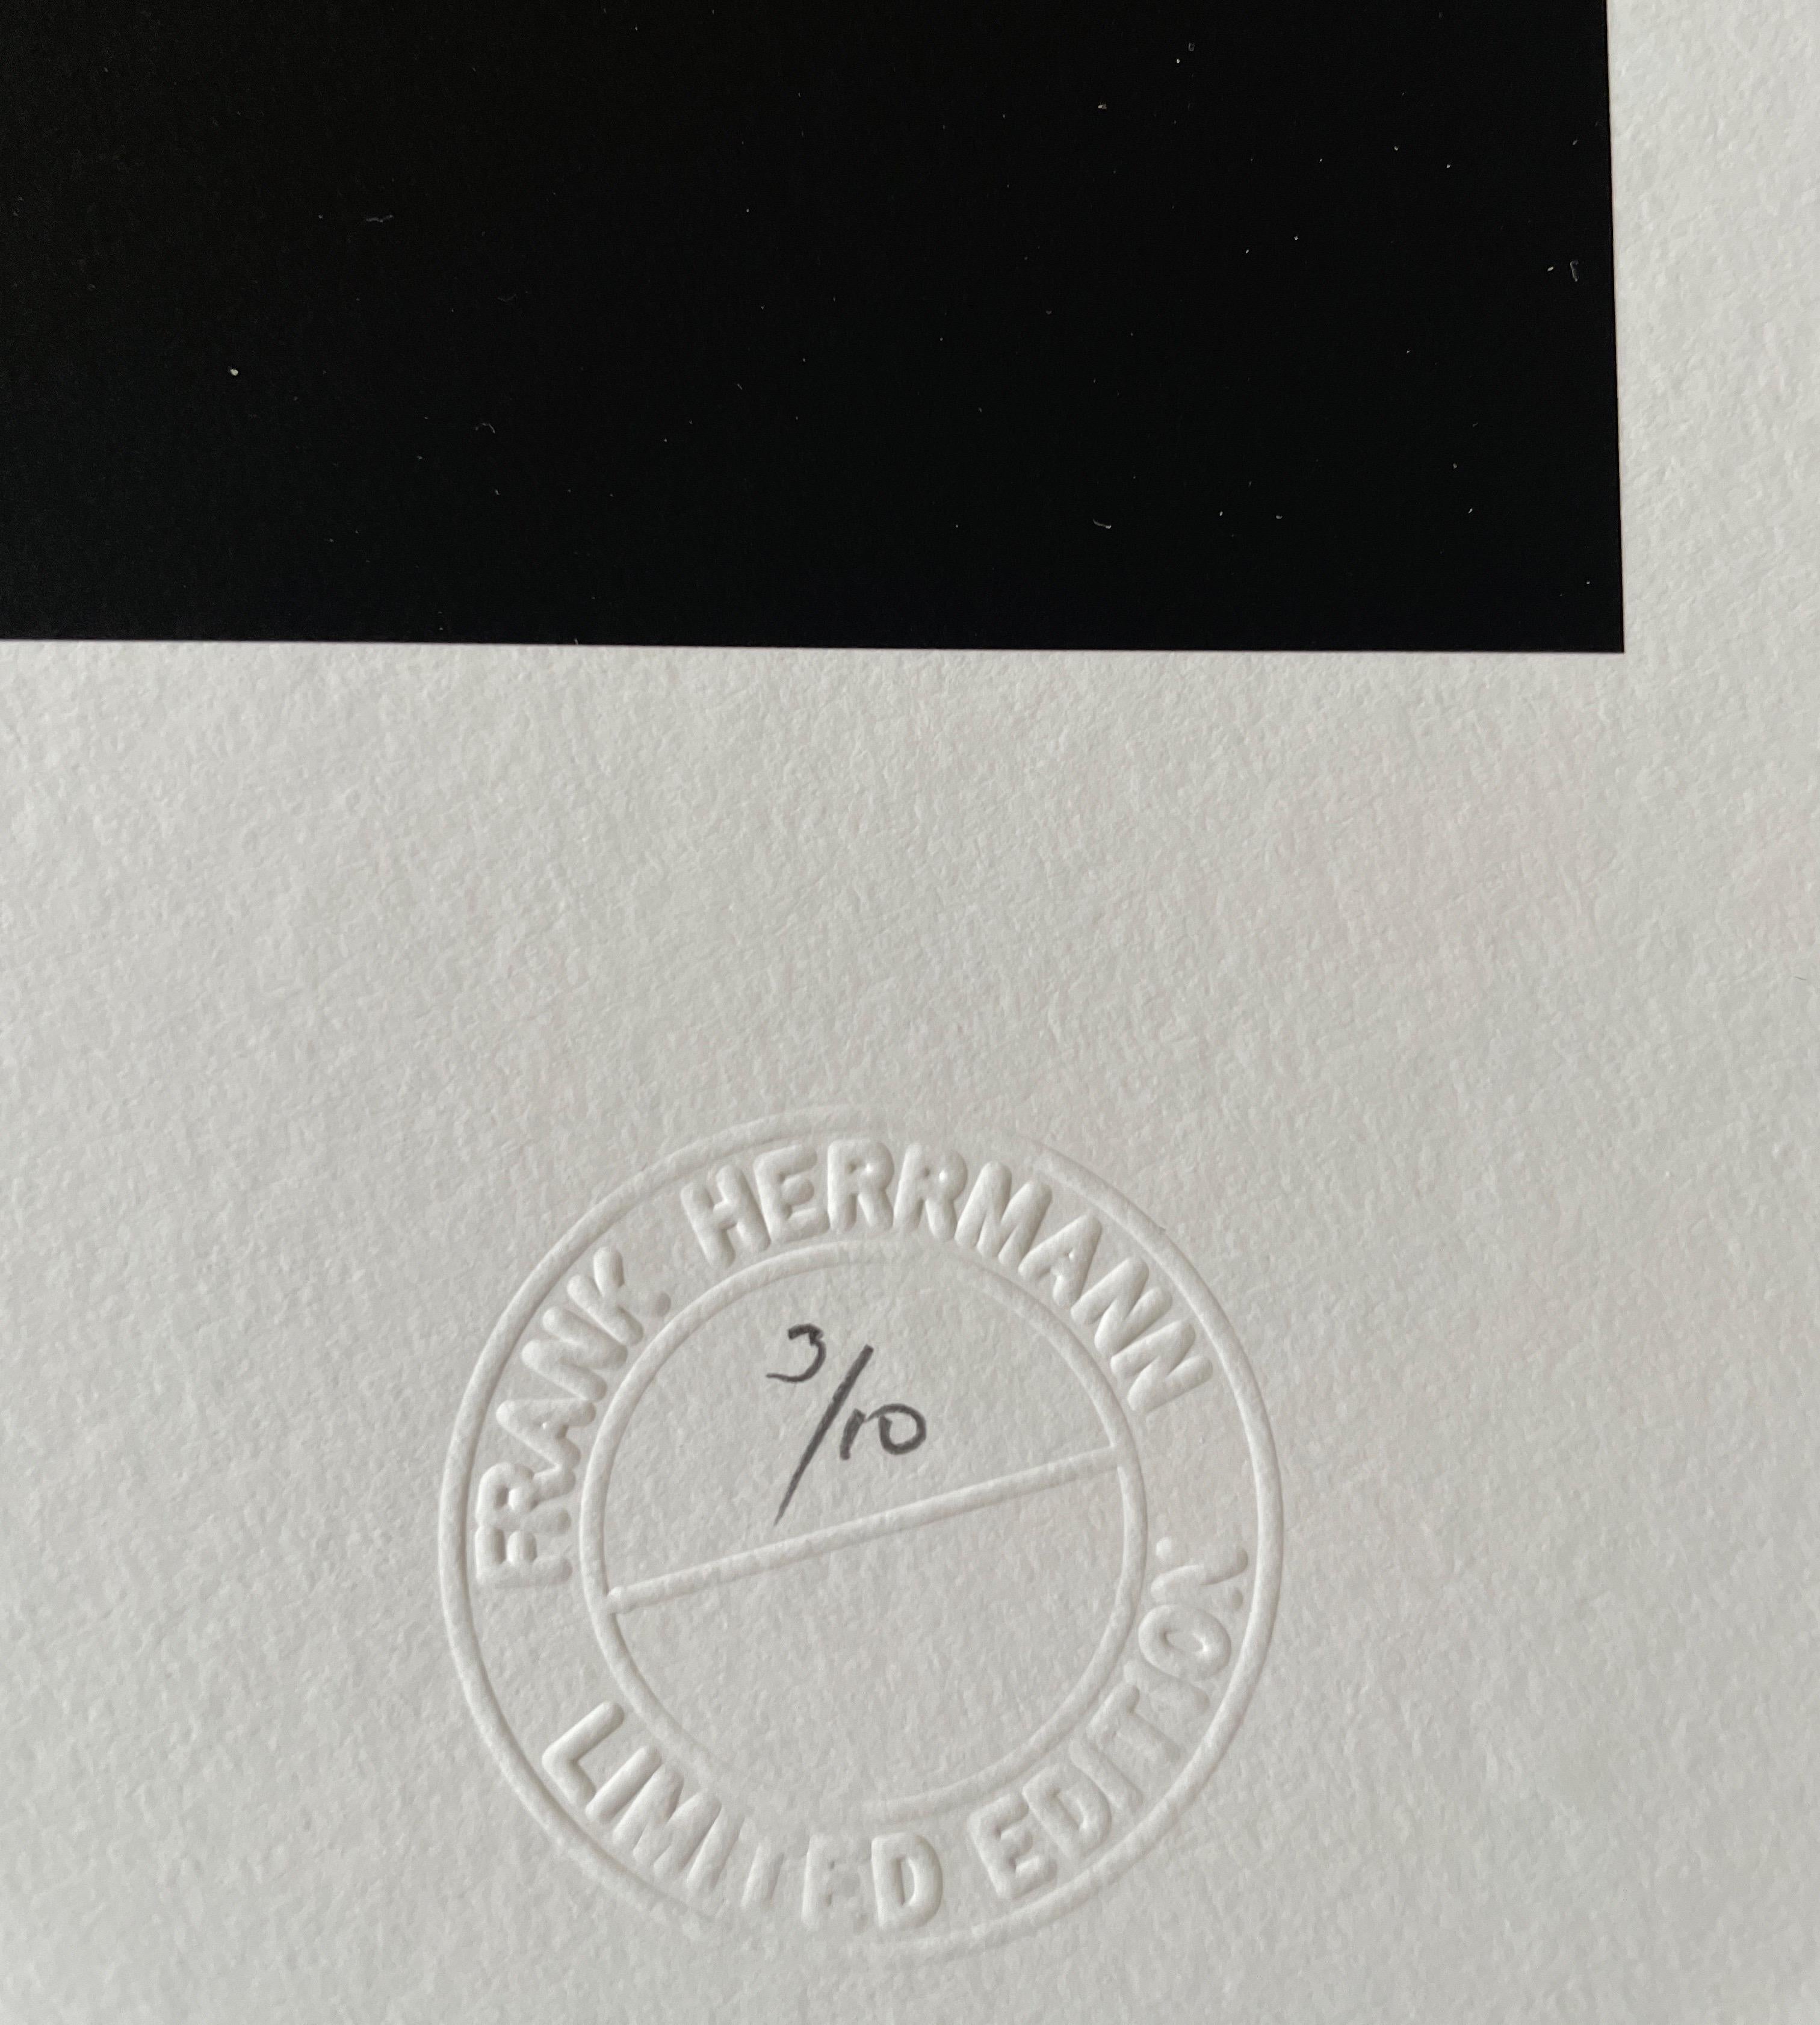 FRANK HERRMANN
3/10
LIMITED EDITION